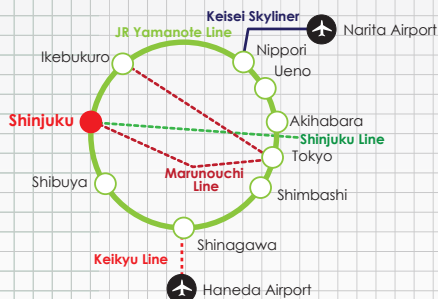 Keisei Skyliner
Narita Airport
JR Yamanote Line
Nippori
Ikebukuro
Ueno
Shinjuku
Akihabara
Shinjuku Line
Tokyo
Marunouchi
Line
Shibuya
Shimbashi
Shinagawa
Keikyu Line
Haneda Airport